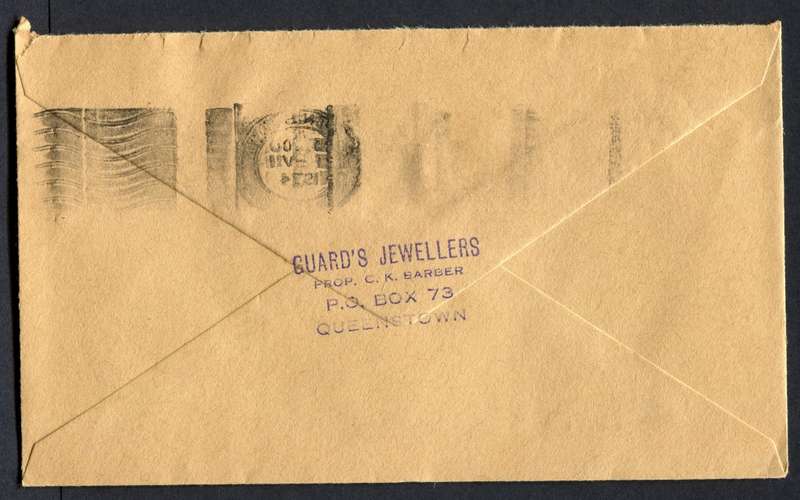 GUARD'S JEWELLERS
PROP. C. K. BARBER
P.O. BOX 73
QUEENSTOWN